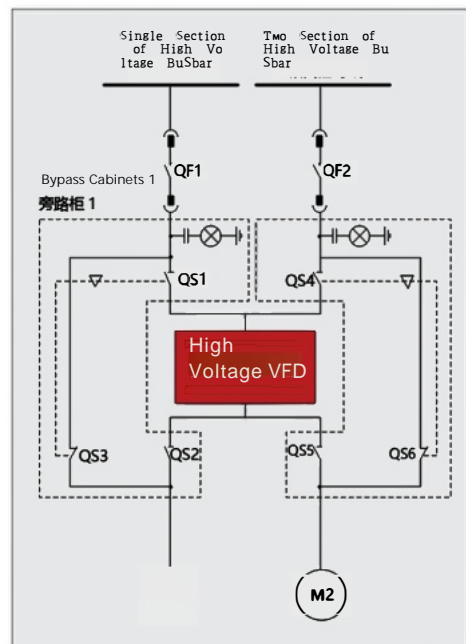 Single Section
of High Vo
ltage BuSbar
Tмo Section of
High Voltage Bu
Sbar
QF1
QF2
Bypass Cabinets 1
旁路柜 1
QS1
QS4
High
Voltage VFD
QS3
QS2
QS5
QS6
M2